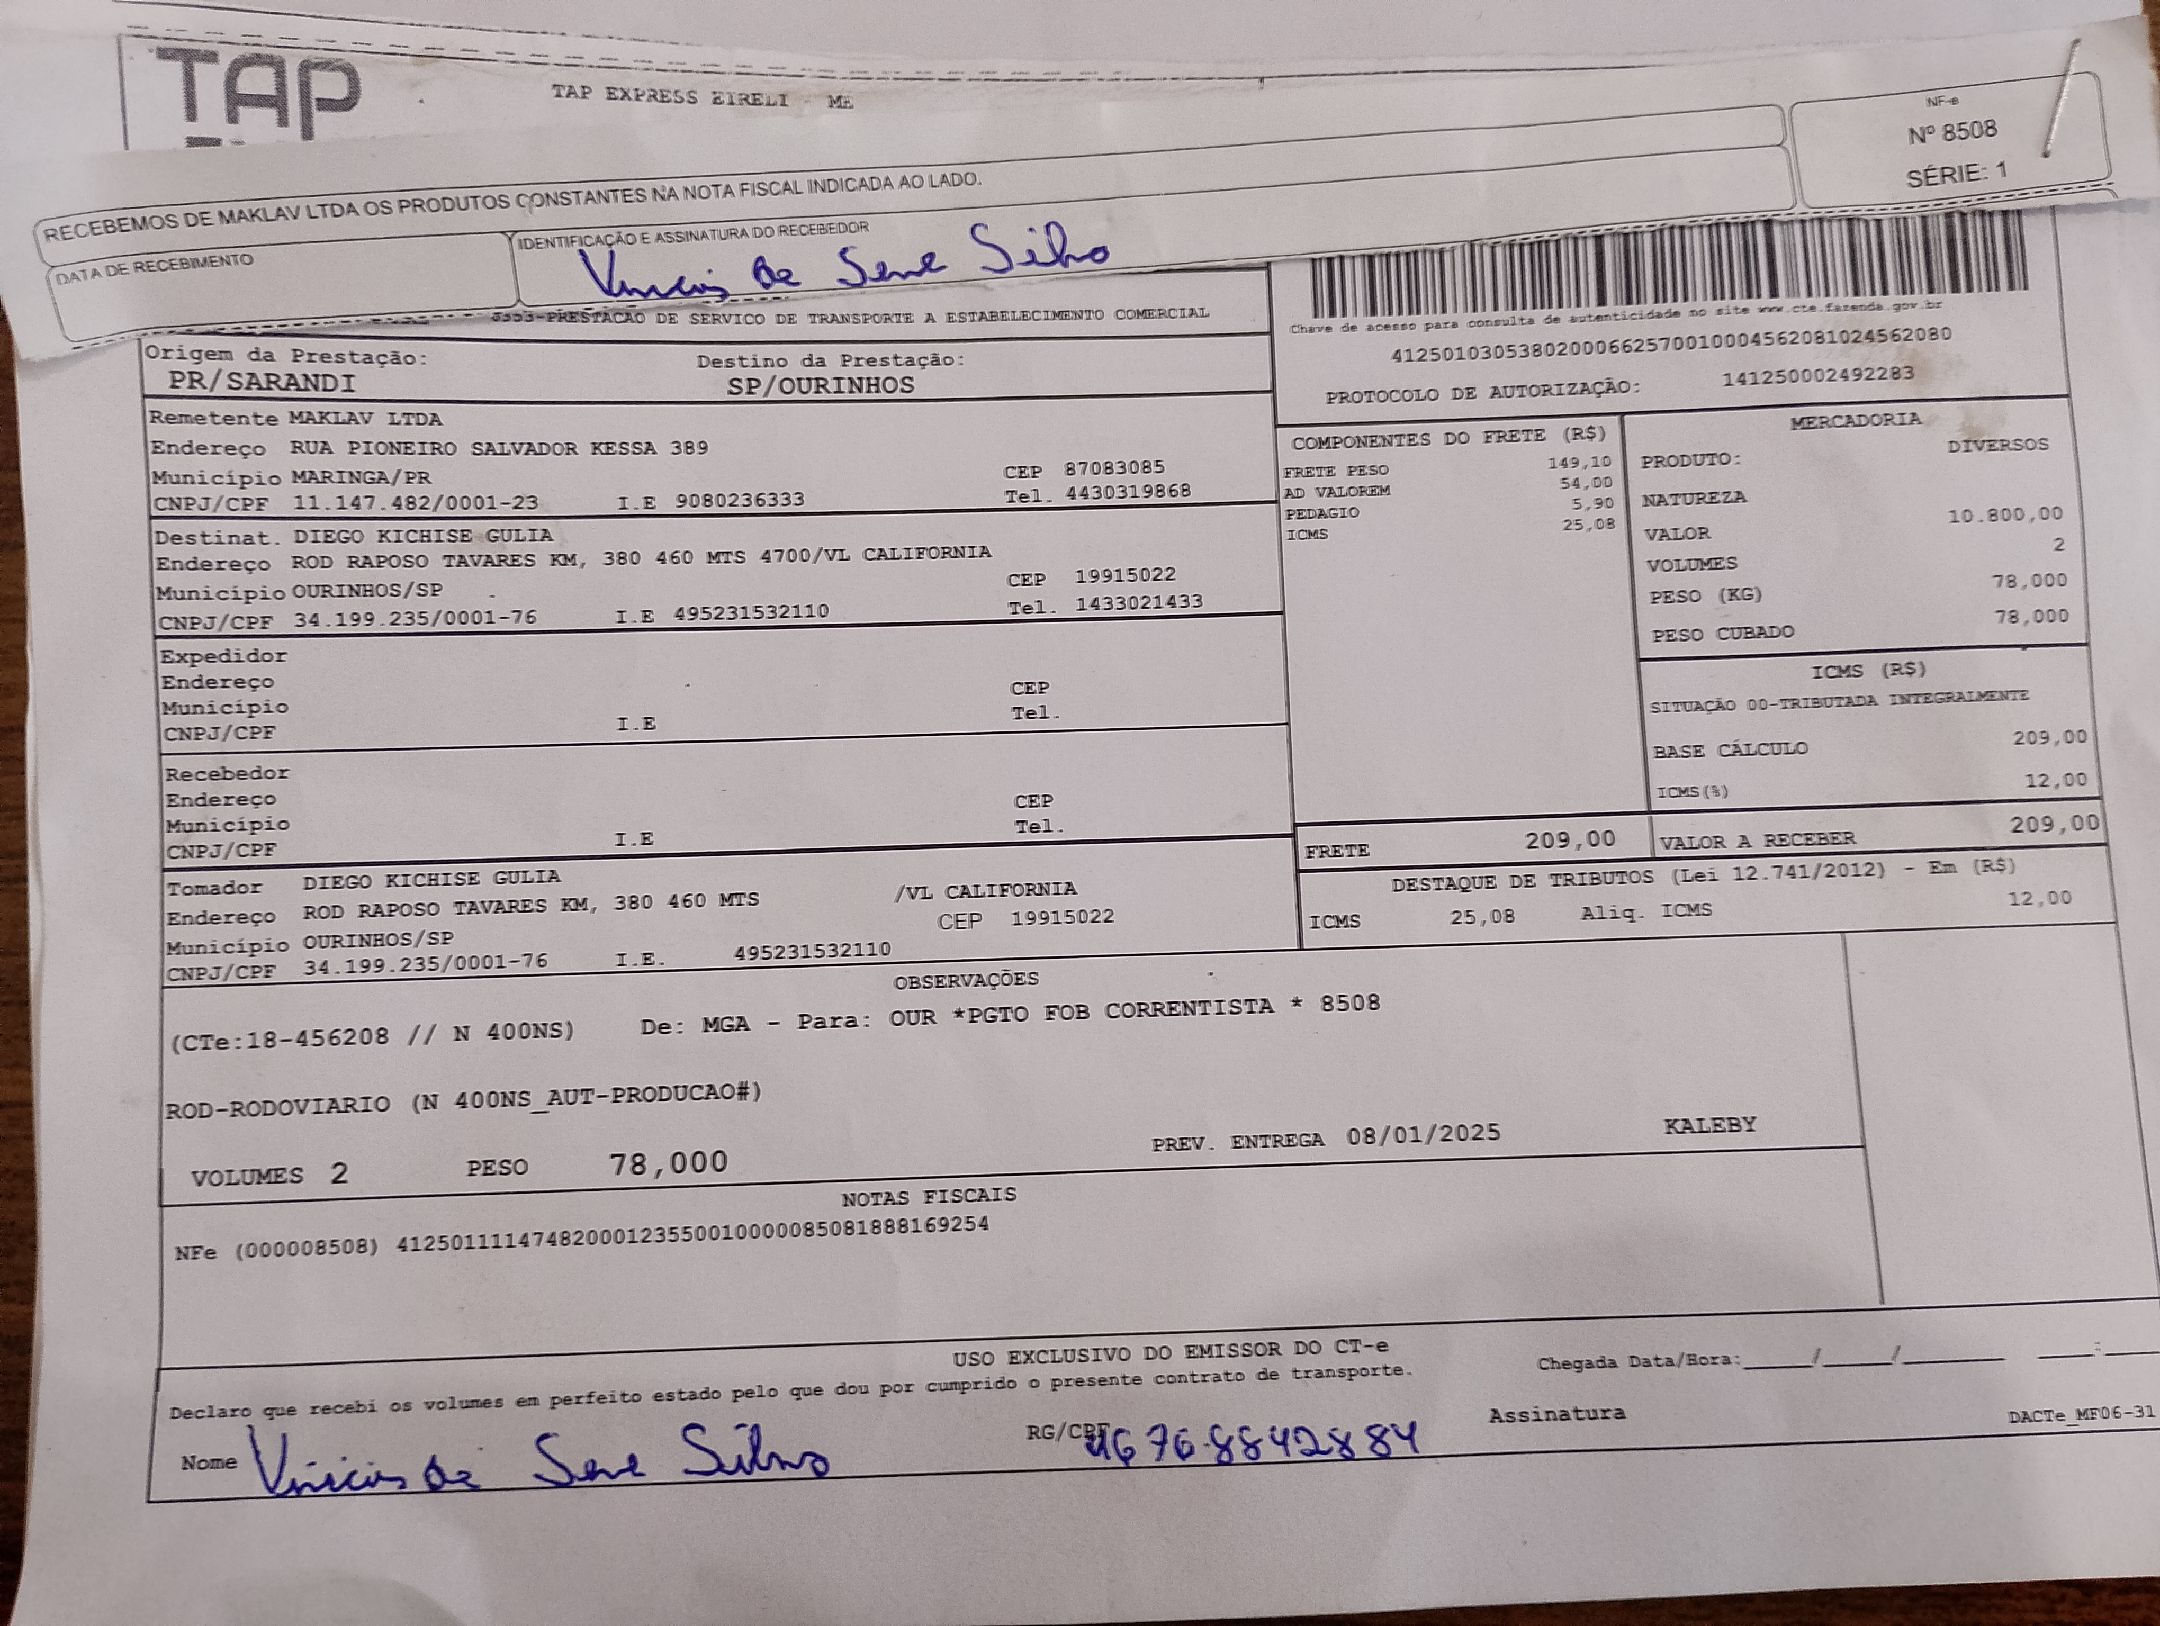 TAP
TAP EXPRESS EIRELI - ME
NF-e
Nº 8508
SÉRIE: 1
RECEBEMOS DE MAKLAV LTDA OS PRODUTOS CONSTANTES NA NOTA FISCAL INDICADA AO LADO.
DATA DE RECEBIMENTO
IDENTIFICAÇÃO E ASSINATURA DO RECEBEDOR
de Sene Silva
PRESTACAO DE SERVICO DE TRANSPORTE A ESTABELECIMENTO COMERCIAL
Chave de acesso para consulta de autenticidade no site www.cte.fazenda.gov.br
41250103053802000662570010004562081024562080
PROTOCOLO DE AUTORIZAÇÃO: 141250002492283
Origem da Prestação: Destino da Prestação:
PR/SARANDI SP/OURINHOS
Remetente MAKLAV LTDA
Endereço RUA PIONEIRO SALVADOR KESSA 389
Município MARINGA/PR CEP 87083085
CNPJ/CPF 11.147.482/0001-23 I.E 9080236333 Tel. 4430319868
Destinat. DIEGO KICHISE GULIA
Endereço ROD RAPOSO TAVARES KM, 380 460 MTS 4700/VL CALIFORNIA
Município OURINHOS/SP CEP 19915022
CNPJ/CPF 34.199.235/0001-76 I.E 495231532110 Tel. 1433021433
Expedidor
Endereço
Município CEP
CNPJ/CPF I.E Tel.
Recebedor
Endereço
Município CEP
CNPJ/CPF I.E Tel.
Tomador DIEGO KICHISE GULIA
Endereço ROD RAPOSO TAVARES KM, 380 460 MTS /VL CALIFORNIA
Município OURINHOS/SP CEP 19915022
CNPJ/CPF 34.199.235/0001-76 I.E. 495231532110
COMPONENTES DO FRETE (R$)
FRETE PESO 149,10
AD VALOREM 54,00
PEDAGIO 5,90
ICMS 25,08
MERCADORIA
PRODUTO: DIVERSOS
NATUREZA
VALOR 10.800,00
VOLUMES 2
PESO (KG) 78,000
PESO CUBADO 78,000
ICMS (R$)
SITUAÇÃO 00-TRIBUTADA INTEGRALMENTE
BASE CÁLCULO 209,00
ICMS(%) 12,00
FRETE 209,00 VALOR A RECEBER 209,00
DESTAQUE DE TRIBUTOS (Lei 12.741/2012) - Em (R$)
ICMS 25,08 Aliq. ICMS 12,00
OBSERVAÇÕES
(CTe:18-456208 // N 400NS) De: MGA - Para: OUR *PGTO FOB CORRENTISTA * 8508
ROD-RODOVIARIO (N 400NS_AUT-PRODUCAO#)
VOLUMES 2 PESO 78,000 PREV. ENTREGA 08/01/2025 KALEBY
NOTAS FISCAIS
NFe (000008508) 41250111147482000123550010000085081888169254
USO EXCLUSIVO DO EMISSOR DO CT-e
Declaro que recebi os volumes em perfeito estado pelo que dou por cumprido o presente contrato de transporte.
Chegada Data/Hora:_____/_____/_______ ____:____
Nome Vinicius de Sene Silva RG/CPF 46768842884 Assinatura
DACTe_MF06-31